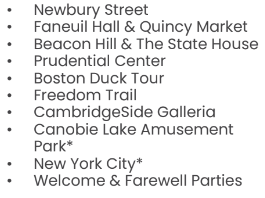 • Newbury Street
• Faneuil Hall & Quincy Market
• Beacon Hill & The State House
• Prudential Center
• Boston Duck Tour
• Freedom Trail
• CambridgeSide Galleria
• Canobie Lake Amusement
Park*
• New York City*
• Welcome & Farewell Parties